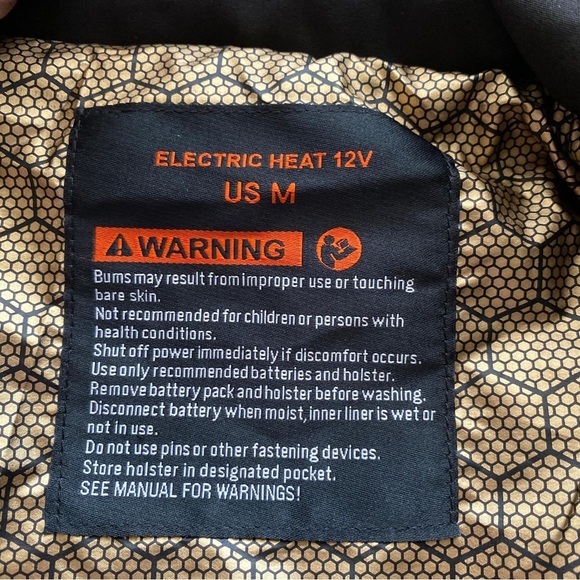 ELECTRIC HEAT 12V
US M
WARNING
Burns may result from improper use or touching
bare skin.
Not recommended for children or persons with
health conditions.
Shut off power immediately if discomfort occurs.
Use only recommended batteries and holster.
Remove battery pack and holster before washing.
Disconnect battery when moist, inner liner is wet or
not in use.
Do not use pins or other fastening devices.
Store holster in designated pocket.
SEE MANUAL FOR WARNINGS!